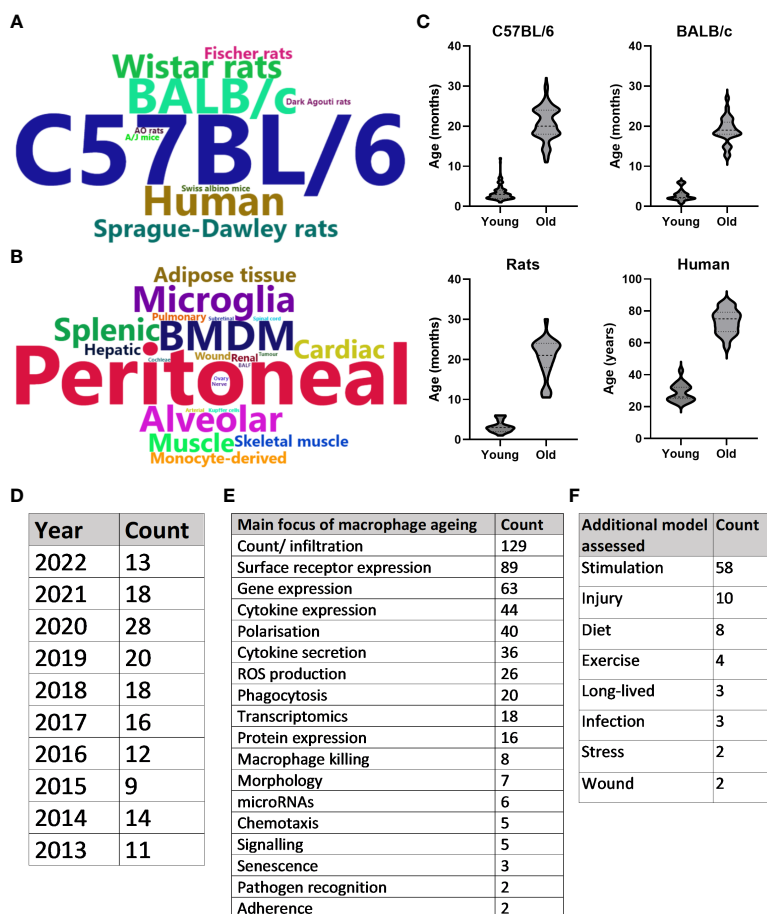 A
Fischer rats
Wistar rats
BALB/c
Dark Agouti rats
C57BL/6
AO rats
A/J mice
Swiss albino mice
Human
Sprague-Dawley rats
B
Adipose tissue
Microglia
Pulmonary Subretinal Spinal cord
Splenic BMDM
Hepatic
Cardiac
Cochlear Wound Renal Tumour
BALF
Peritoneal
Ovary
Nerve
Arterial Kupffer cells
Alveolar
Muscle Skeletal muscle
Monocyte-derived
C
C57BL/6
Age (months)
40
30
20
10
0
Young Old
BALB/c
Age (months)
40
30
20
10
0
Young Old
Rats
Age (months)
40
30
20
10
0
Young Old
Human
Age (years)
100
80
60
40
20
0
Young Old
D
Year Count
2022 13
2021 18
2020 28
2019 20
2018 18
2017 16
2016 12
2015 9
2014 14
2013 11
E
Main focus of macrophage ageing Count
Count/ infiltration 129
Surface receptor expression 89
Gene expression 63
Cytokine expression 44
Polarisation 40
Cytokine secretion 36
ROS production 26
Phagocytosis 20
Transcriptomics 18
Protein expression 16
Macrophage killing 8
Morphology 7
microRNAs 6
Chemotaxis 5
Signalling 5
Senescence 3
Pathogen recognition 2
Adherence 2
F
Additional model Count
assessed
Stimulation 58
Injury 10
Diet 8
Exercise 4
Long-lived 3
Infection 3
Stress 2
Wound 2